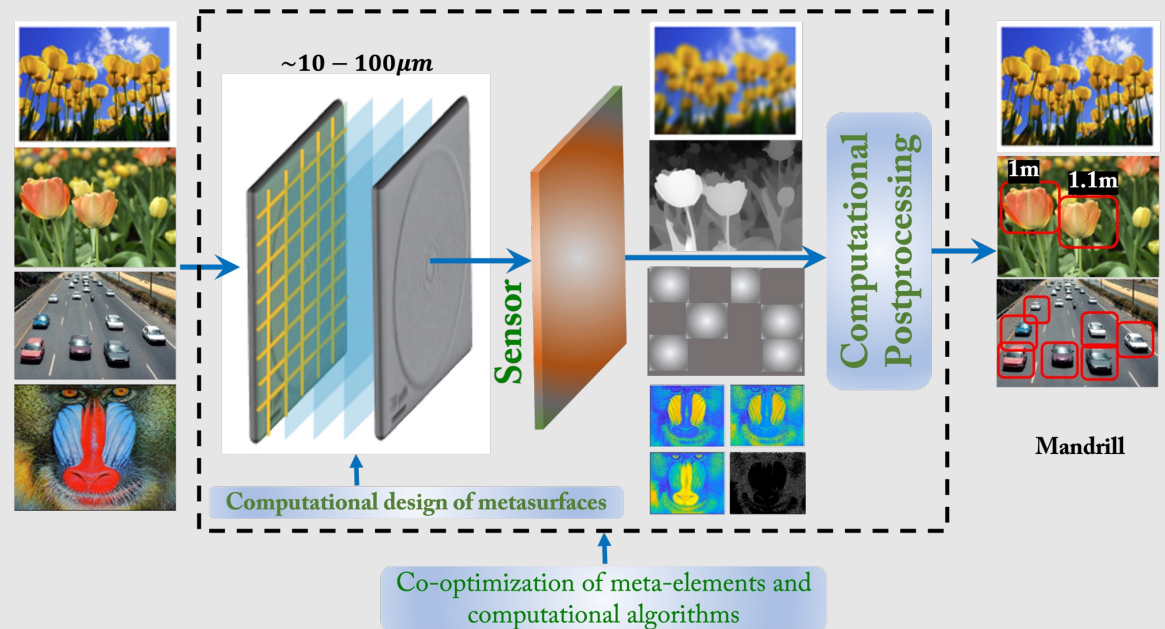 ~10 − 100μm
1m
1.1m
Sensor
Computational
Postprocessing
Mandrill
Computational design of metasurfaces
Co-optimization of meta-elements and
computational algorithms